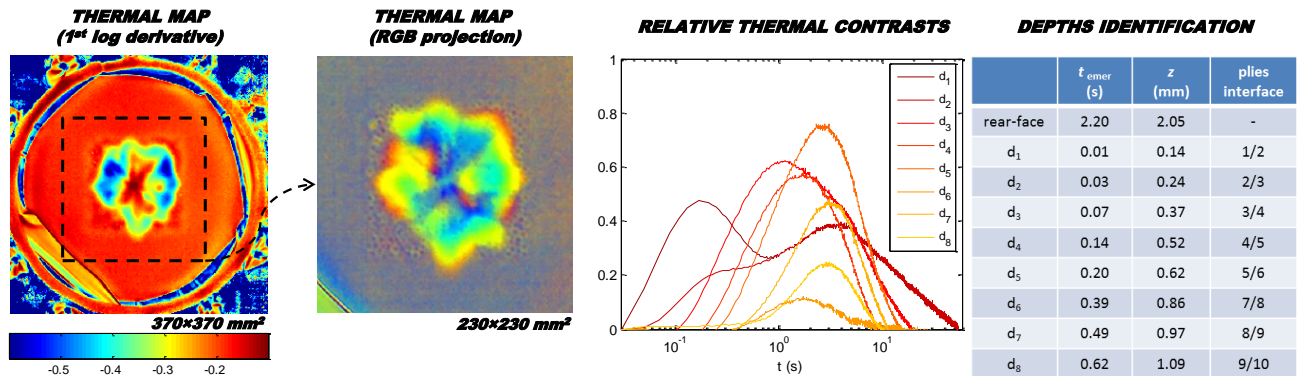 THERMAL MAP
(1st log derivative)
370×370 mm²
-0.5 -0.4 -0.3 -0.2
THERMAL MAP
(RGB projection)
230×230 mm²
RELATIVE THERMAL CONTRASTS
1
0.8
0.6
0.4
0.2
0
10-1 100 101
t (s)
d1
d2
d3
d4
d5
d6
d7
d8
DEPTHS IDENTIFICATION
t emer (s) z (mm) plies interface
rear-face 2.20 2.05 -
d1 0.01 0.14 1/2
d2 0.03 0.24 2/3
d3 0.07 0.37 3/4
d4 0.14 0.52 4/5
d5 0.20 0.62 5/6
d6 0.39 0.86 7/8
d7 0.49 0.97 8/9
d8 0.62 1.09 9/10